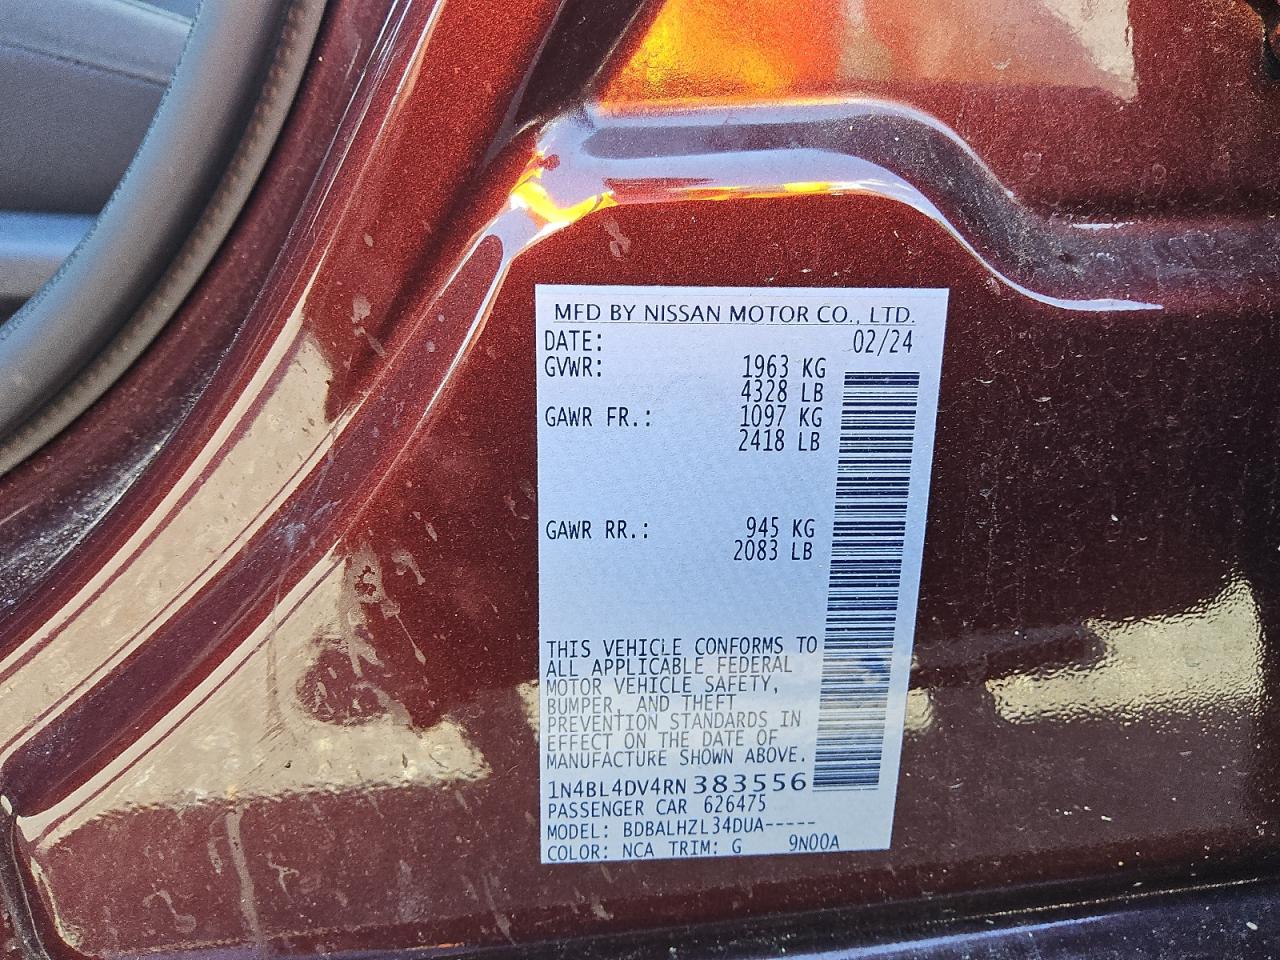 MFD BY NISSAN MOTOR CO., LTD.
DATE: 02/24
GVWR: 1963 KG
4328 LB
GAWR FR.: 1097 KG
2418 LB
GAWR RR.: 945 KG
2083 LB
THIS VEHICLE CONFORMS TO
ALL APPLICABLE FEDERAL
MOTOR VEHICLE SAFETY,
BUMPER, AND THEFT
PREVENTION STANDARDS IN
EFFECT ON THE DATE OF
MANUFACTURE SHOWN ABOVE.
1N4BL4DV4RN383556
PASSENGER CAR 626475
MODEL: BDBALHZL34DUA-----
COLOR: NCA TRIM: G 9N00A